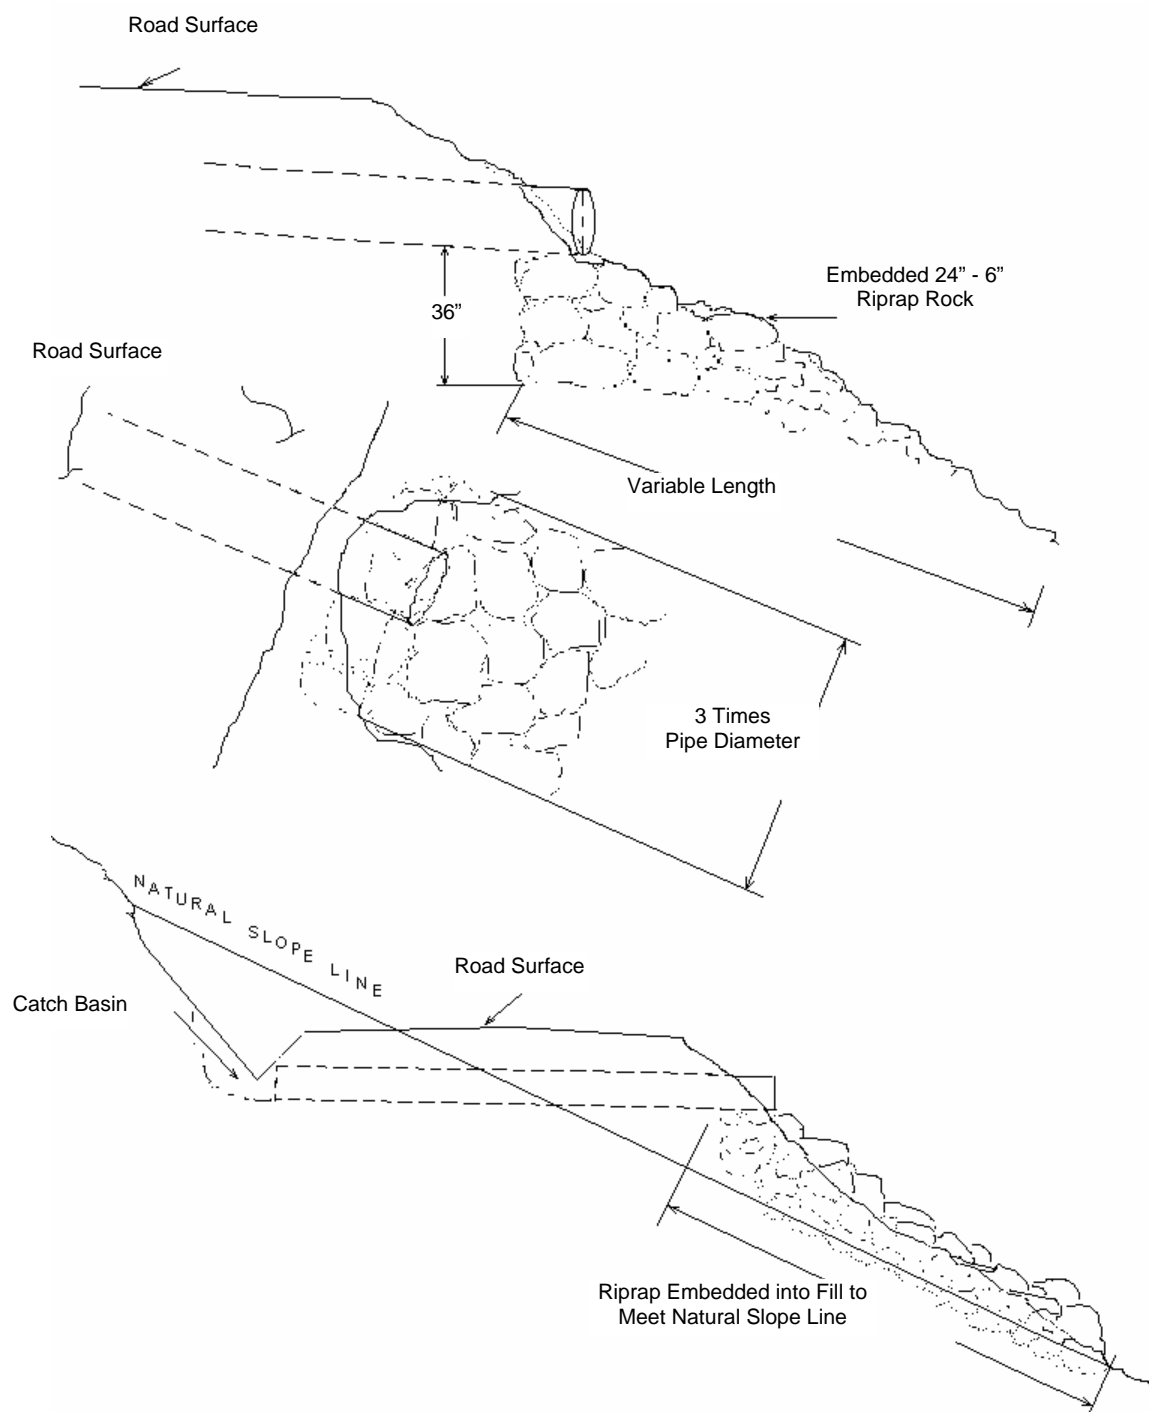 Road Surface
Embedded 24” - 6”
Riprap Rock
36”
Road Surface
Variable Length
3 Times
Pipe Diameter
NATURAL SLOPE LINE
Road Surface
Catch Basin
Riprap Embedded into Fill to
Meet Natural Slope Line